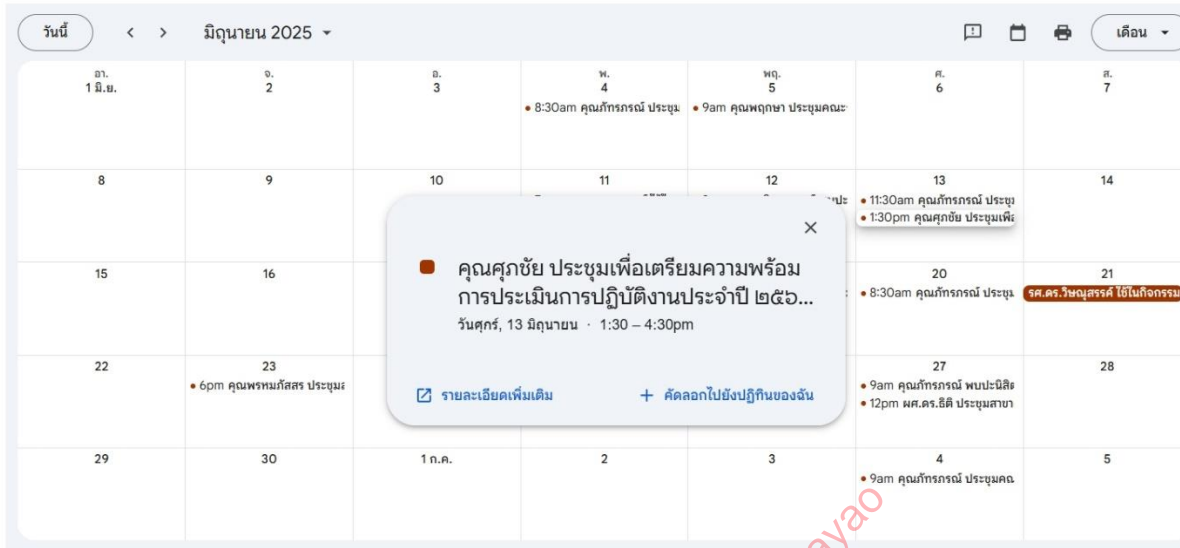 วันนี้ < > มิถุนายน 2025 เดือน
อา. จ. อ. พ. พฤ. ศ. ส.
1 มิ.ย. 2 3 4 5 6 7
8:30am คุณภัทรภรณ์ ประชุม 9am คุณพฤกษา ประชุมคณะ
8 9 10 11 12 13 14
11:30am คุณภัทรภรณ์ ประชุ
1:30pm คุณศุภชัย ประชุมเพื่
คุณศุภชัย ประชุมเพื่อเตรียมความพร้อม
การประเมินการปฏิบัติงานประจำปี ๒๕๖...
วันศุกร์, 13 มิถุนายน · 1:30 – 4:30pm
รายละเอียดเพิ่มเติม + คัดลอกไปยังปฏิทินของฉัน
15 16 20 21
8:30am คุณภัทรภรณ์ ประชุม รศ.ดร.วิษณุสรรค์ ใช้ในกิจกรรม
22 23 27 28
6pm คุณพรหมภัสสร ประชุม 9am คุณภัทรภรณ์ พบปะนิสิต
12pm ผศ.ดร.ธิติ ประชุมสาขา
29 30 1 ก.ค. 2 3 4 5
9am คุณภัทรภรณ์ ประชุมคณ